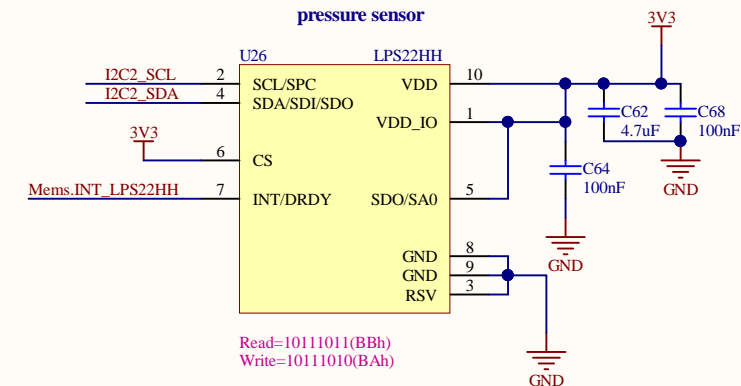 pressure sensor
3V3
U26
LPS22HH
I2C2_SCL
2
SCL/SPC
VDD
10
I2C2_SDA
4
SDA/SDI/SDO
C62
4.7uF
C68
100nF
VDD_IO
1
3V3
6
CS
C64
100nF
GND
Mems.INT_LPS22HH
7
INT/DRDY
SDO/SA0
5
GND
GND
8
GND
9
RSV
3
Read=10111011(BBh)
Write=10111010(BAh)
GND